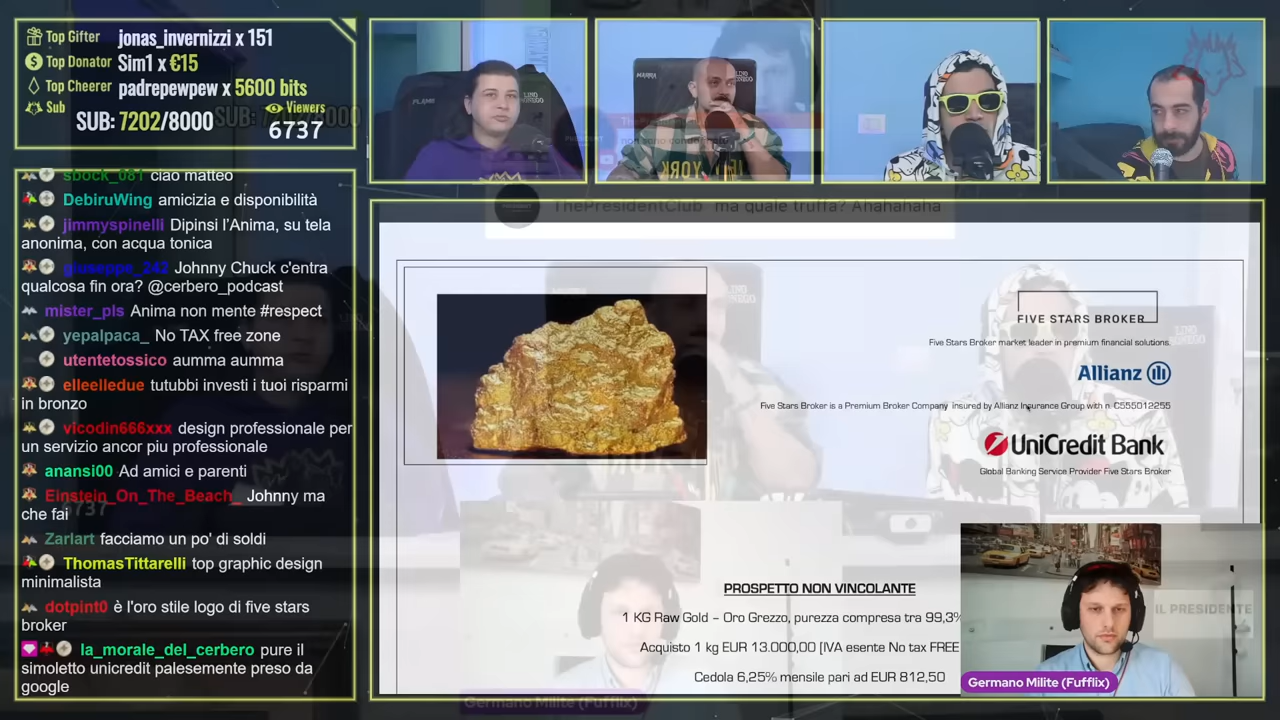 Top Gifter jonas_invernizzi x 151
Top Donator Sim1 x €15
Top Cheerer padrepewpew x 5600 bits
Sub
SUB: 7202/8000
Viewers
6737
sbock_081 ciao matteo
DebiruWing amicizia e disponibilità
jimmyspinelli Dipinsi l'Anima, su tela
anonima, con acqua tonica
giuseppe_242 Johnny Chuck c'entra
qualcosa fin ora? @cerbero_podcast
mister_pls Anima non mente #respect
yepalpaca_ No TAX free zone
utentetossico aumma aumma
elleelledue tutubbi investi i tuoi risparmi
in bronzo
vicodin666xxx design professionale per
un servizio ancor piu professionale
anansi00 Ad amici e parenti
Einstein_On_The_Beach_ Johnny ma
che fai
6737
Zarlart facciamo un po' di soldi
ThomasTittarelli top graphic design
minimalista
dotpint0 è l'oro stile logo di five stars
broker
la_morale_del_cerbero pure il
simoletto unicredit palesemente preso da
google
ThePresidentClub ma quale truffa? Ahahahaha
FIVE STARS BROKER
Five Stars Broker market leader in premium financial solutions.
Allianz
Five Stars Broker is a Premium Broker Company insured by Allianz Insurance Group with n. C555012255
UniCredit Bank
Global Banking Service Provider Five Stars Broker
PROSPETTO NON VINCOLANTE
1 KG Raw Gold – Oro Grezzo, purezza compresa tra 99,3%
Acquisto 1 kg EUR 13.000,00 [IVA esente No tax FREE
Cedola 6,25% mensile pari ad EUR 812,50
IL PRESIDENTE
Germano Milite (Fufflix)
Germano Milite (Fufflix)